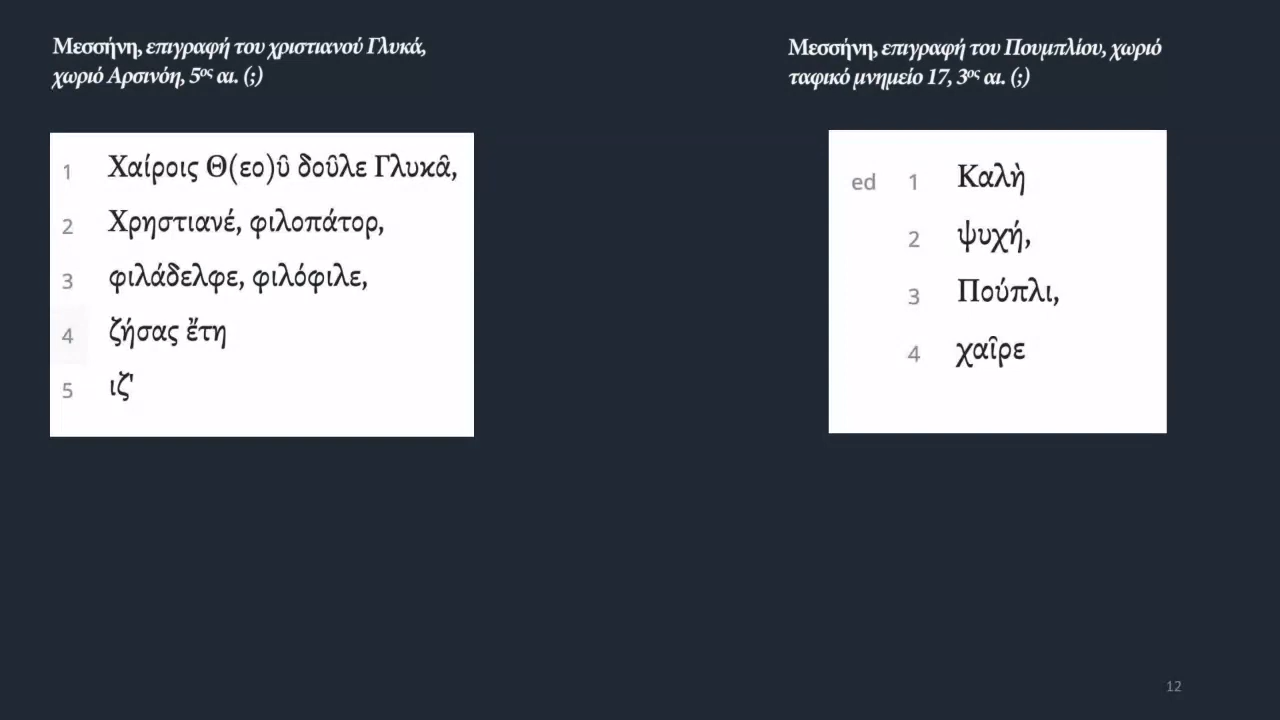 Μεσσήνη, επιγραφή του χριστιανού Γλυκά,
χωριό Αρσινόη, 5ος αι. (;)
1 Χαίροις Θ(εο)ῦ δοῦλε Γλυκᾶ,
2 Χρηστιανέ, φιλοπάτορ,
3 φιλάδελφε, φιλόφιλε,
4 ζήσας ἔτη
5 ιζ'
Μεσσήνη, επιγραφή του Πουμπλίου, χωριό
ταφικό μνημείο 17, 3ος αι. (;)
ed 1 Καλὴ
2 ψυχή,
3 Πούπλι,
4 χαῖρε
12